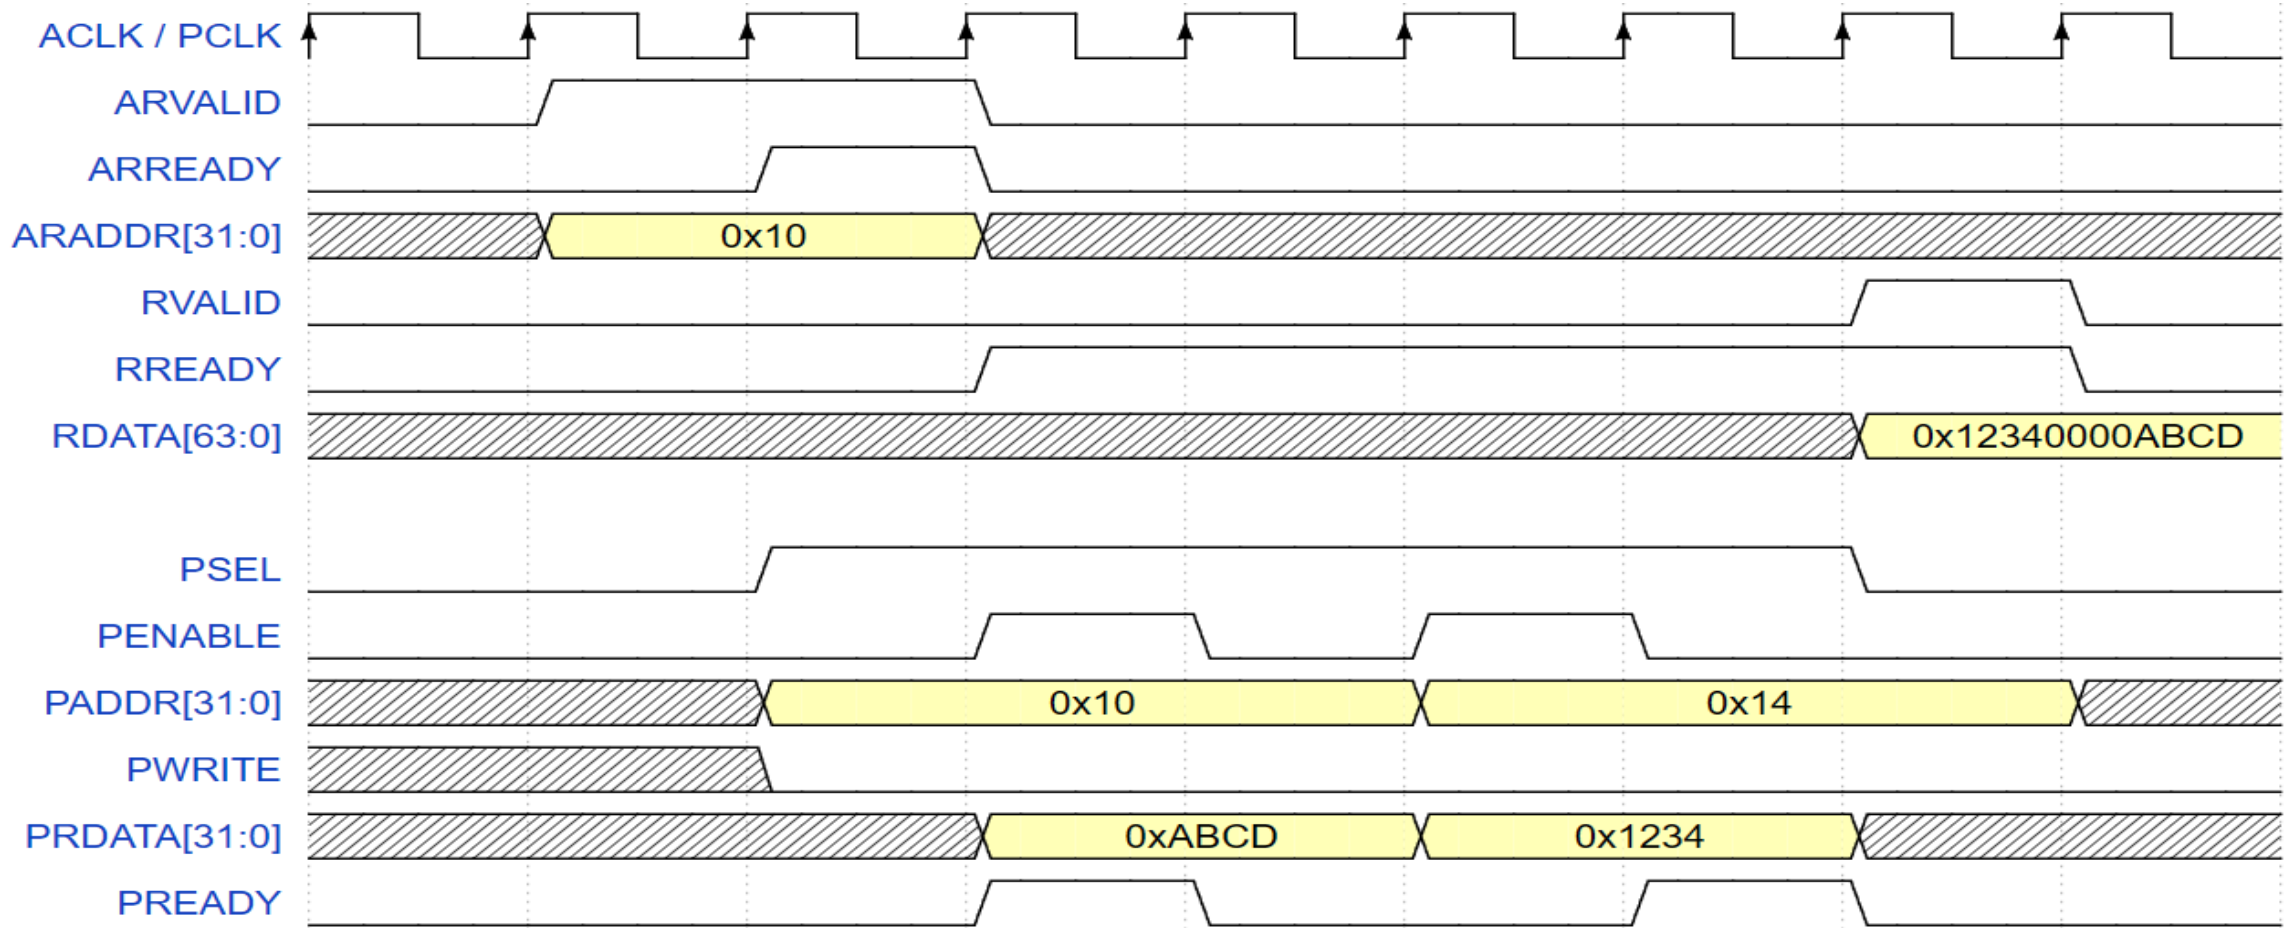 ACLK / PCLK
ARVALID
ARREADY
ARADDR[31:0] 0x10
RVALID
RREADY
RDATA[63:0] 0x12340000ABCD
PSEL
PENABLE
PADDR[31:0] 0x10 0x14
PWRITE
PRDATA[31:0] 0xABCD 0x1234
PREADY